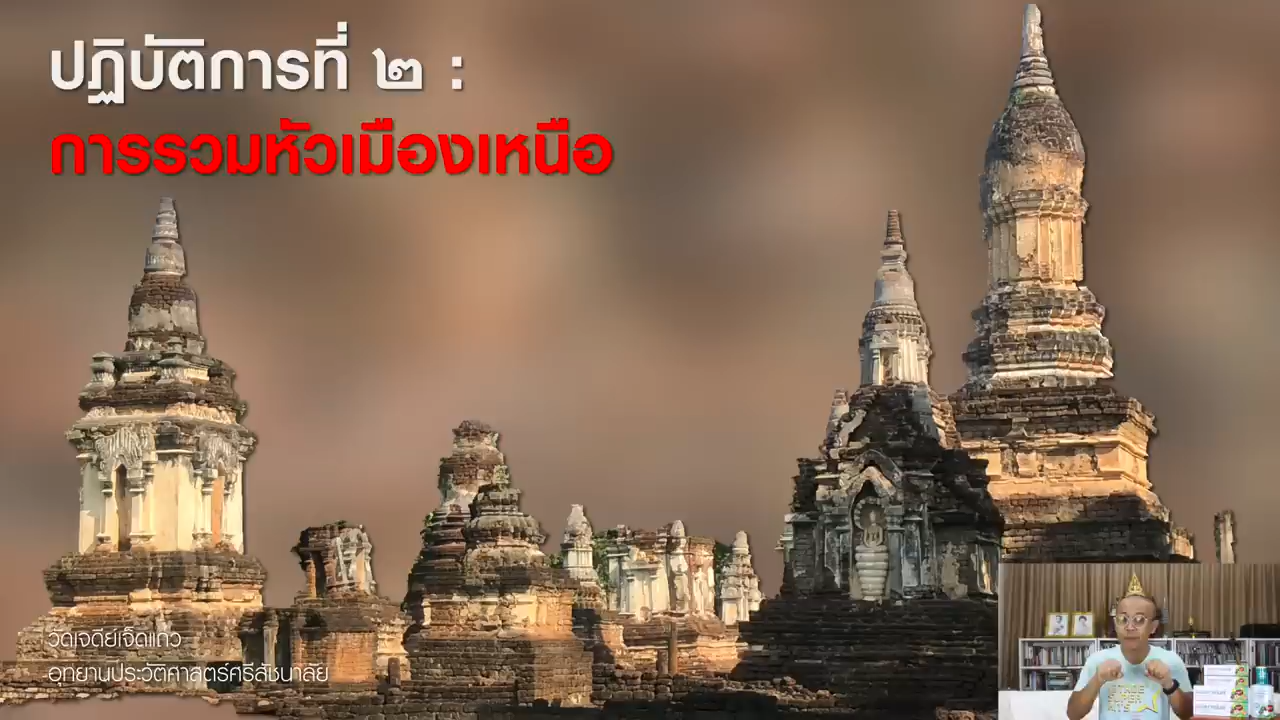 ปฏิบัติการที่ ๒ :
การรวมหัวเมืองเหนือ
วัดเจดีย์เจ็ดแถว
อุทยานประวัติศาสตร์ศรีสัชนาลัย